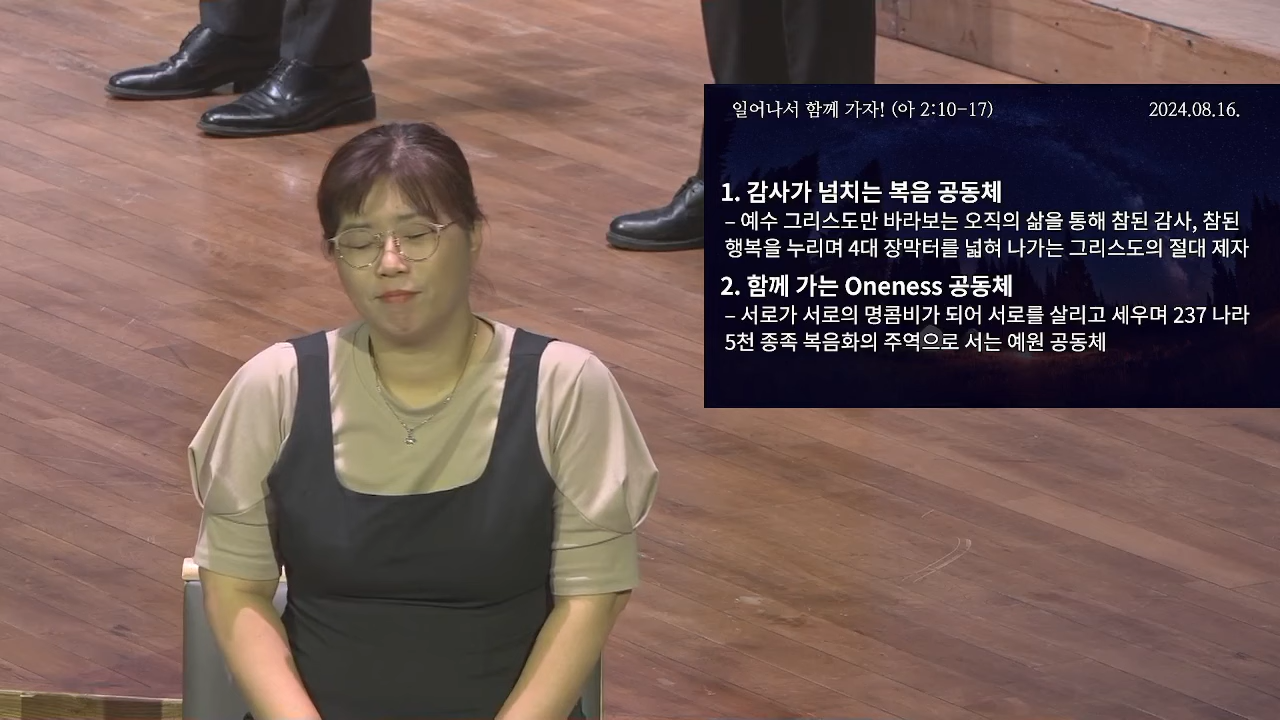 일어나서 함께 가자! (아 2:10-17) 2024.08.16.
1. 감사가 넘치는 복음 공동체
– 예수 그리스도만 바라보는 오직의 삶을 통해 참된 감사, 참된
행복을 누리며 4대 장막터를 넓혀 나가는 그리스도의 절대 제자
2. 함께 가는 Oneness 공동체
– 서로가 서로의 명콤비가 되어 서로를 살리고 세우며 237 나라
5천 종족 복음화의 주역으로 서는 예원 공동체